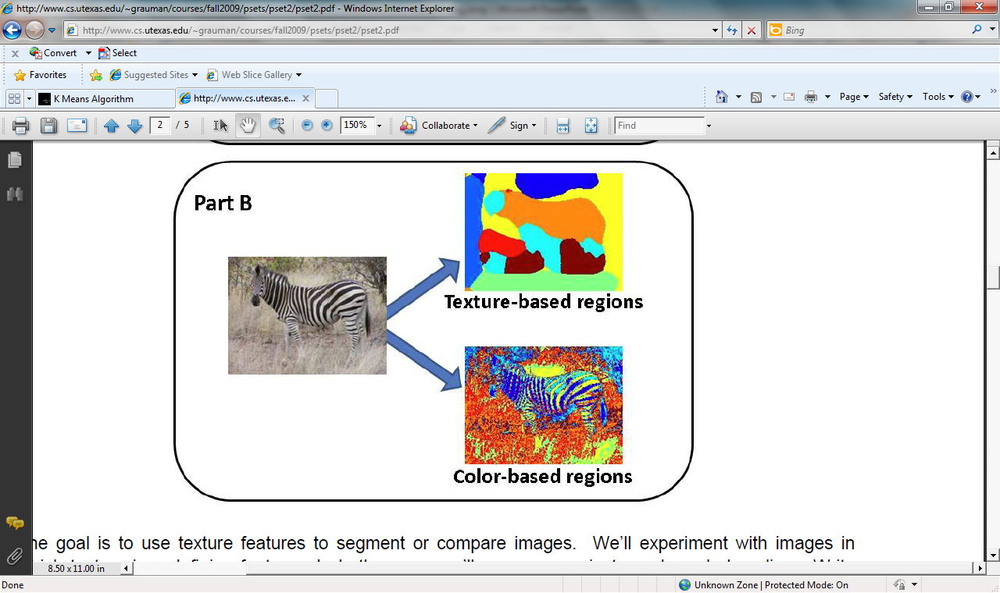 http://www.cs.utexas.edu/~grauman/courses/fall2009/psets/pset2/pset2.pdf - Windows Internet Explorer
http://www.cs.utexas.edu/~grauman/courses/fall2009/psets/pset2/pset2.pdf Bing
x Convert Select
Favorites Suggested Sites Web Slice Gallery
K Means Algorithm http://www.cs.utexas.e... x Page Safety Tools »
2 / 5 150% Collaborate Sign Find
Part B
Texture-based regions
Color-based regions
he goal is to use texture features to segment or compare images. We'll experiment with images in
8.50 x 11.00 in
Done Unknown Zone | Protected Mode: On